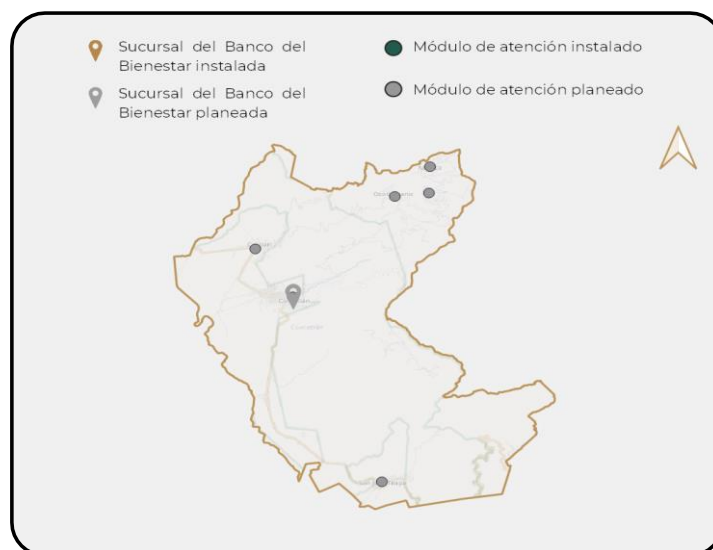 Sucursal del Banco del
Bienestar instalada
Sucursal del Banco del
Bienestar planeada
Módulo de atención instalado
Módulo de atención planeado